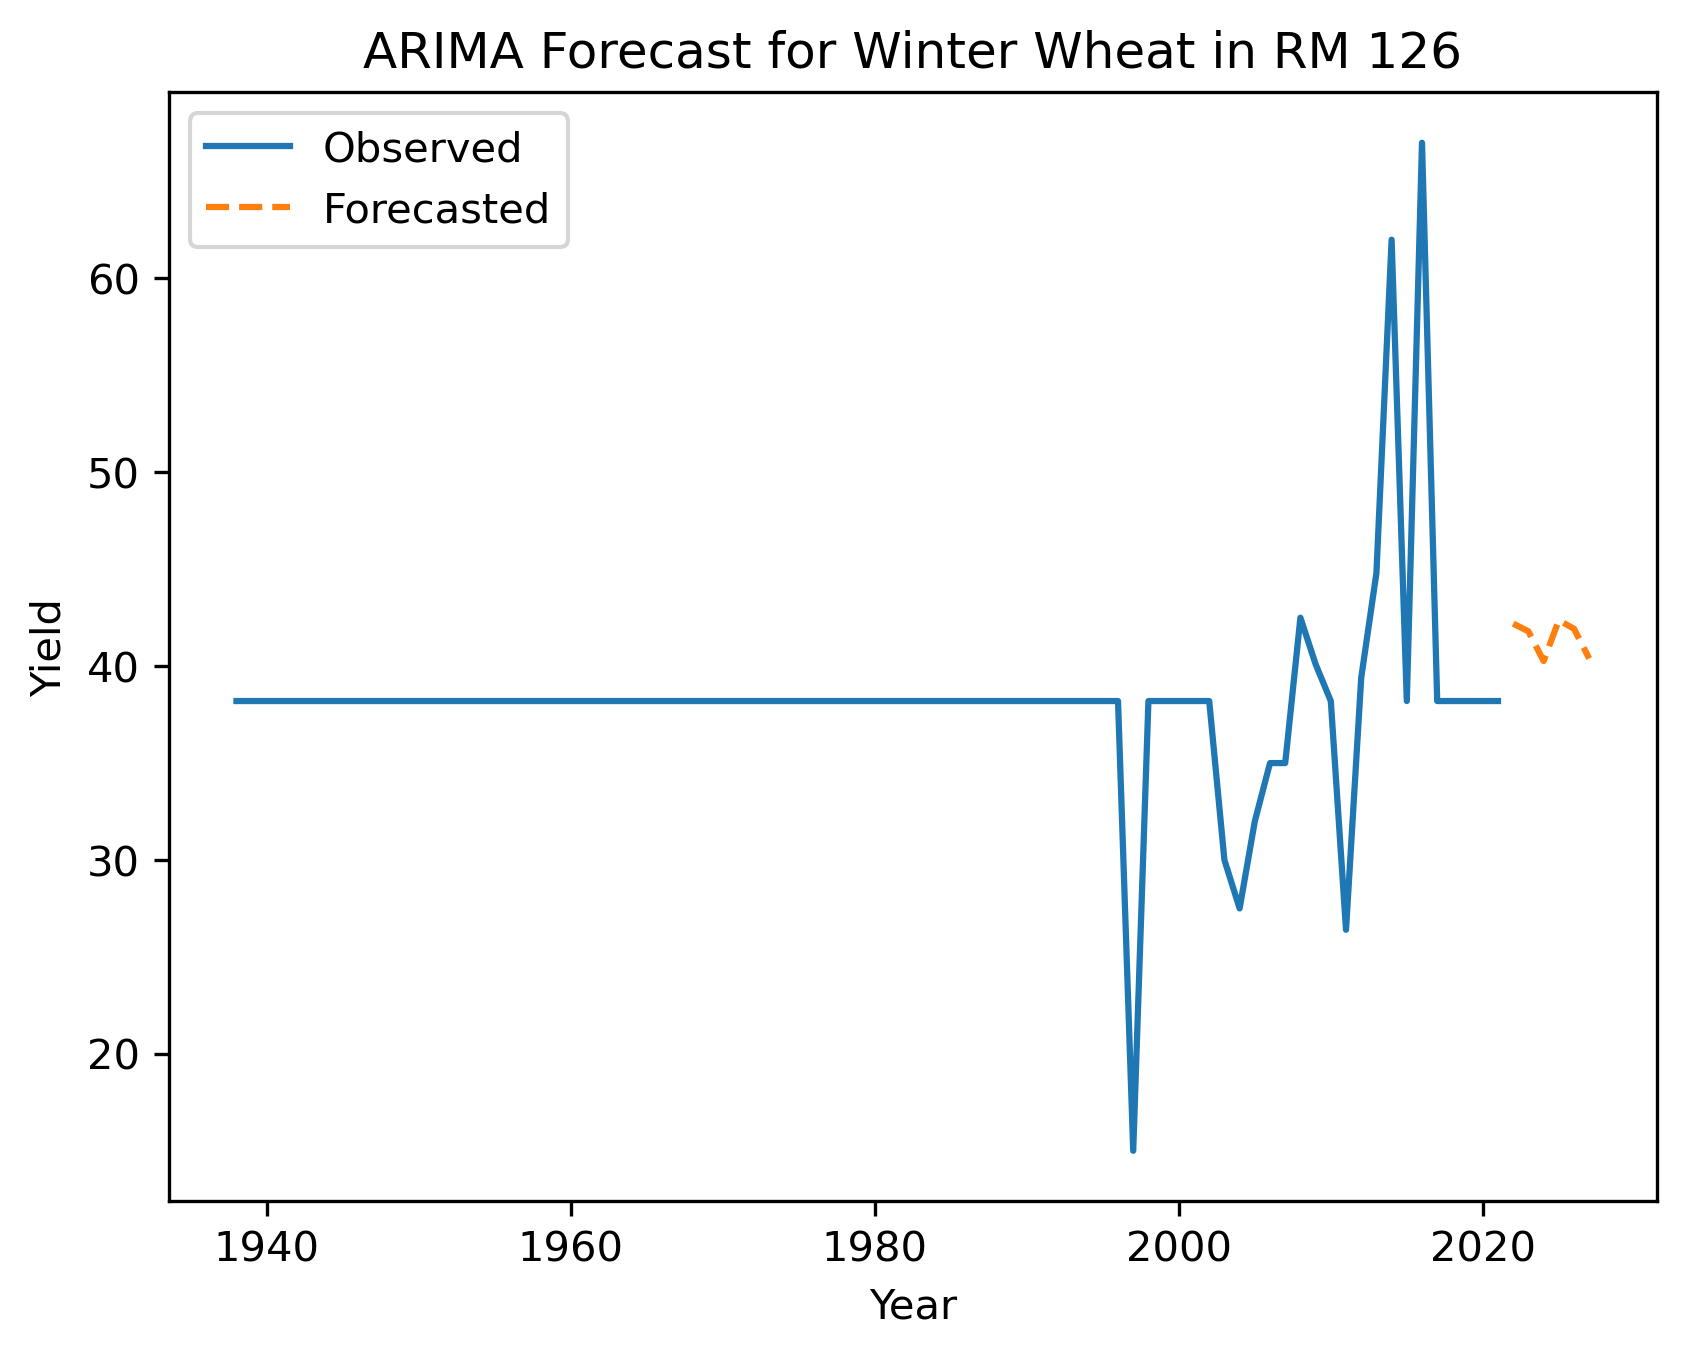 ARIMA Forecast for Winter Wheat in RM 126
Observed
Forecasted
60
50
40
30
20
Yield
1940 1960 1980 2000 2020
Year